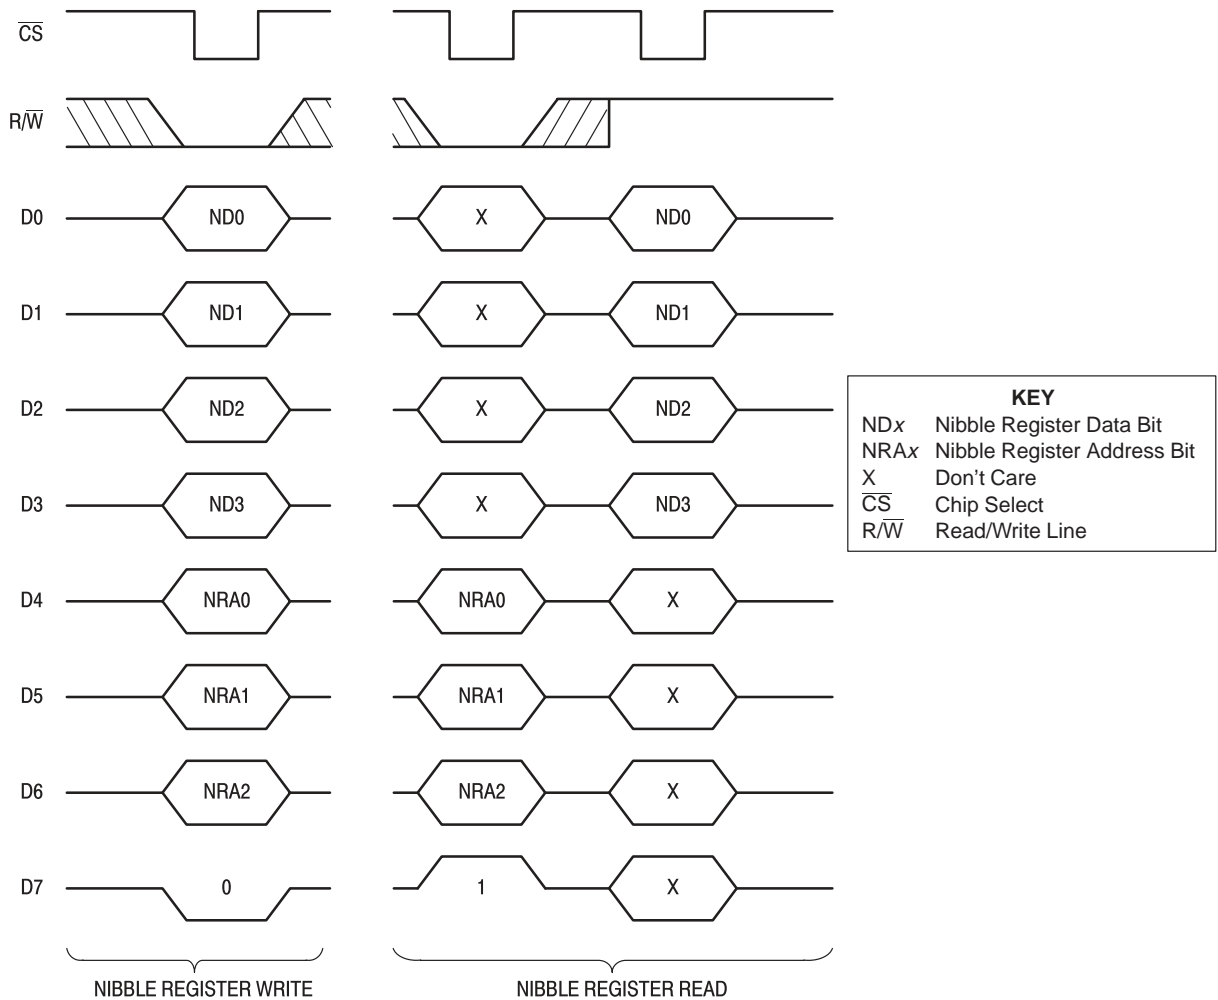 C̅S̅
R/W̅
D0 ND0 X ND0
D1 ND1 X ND1
D2 ND2 X ND2
D3 ND3 X ND3
D4 NRA0 NRA0 X
D5 NRA1 NRA1 X
D6 NRA2 NRA2 X
D7 0 1 X
NIBBLE REGISTER WRITE NIBBLE REGISTER READ
KEY
NDx Nibble Register Data Bit
NRAx Nibble Register Address Bit
X Don't Care
C̅S̅ Chip Select
R/W̅ Read/Write Line